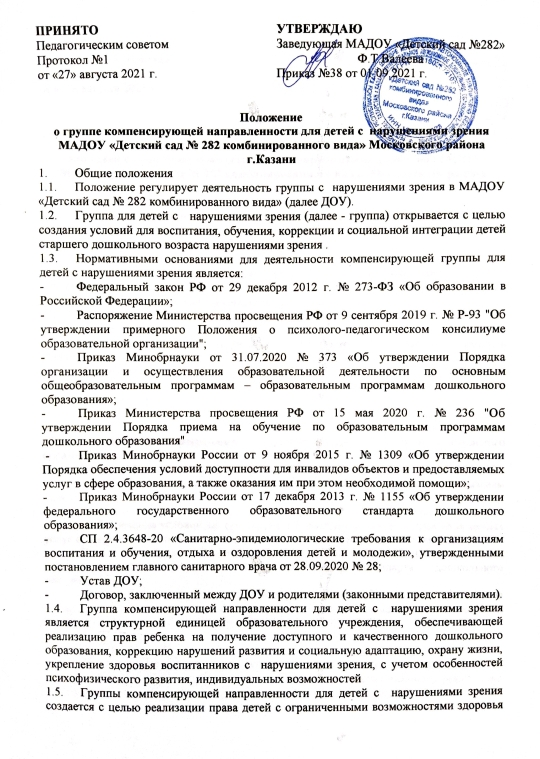 ПРИНЯТО
Педагогическим советом
Протокол №1
от «27» августа 2021 г.
УТВЕРЖДАЮ
Заведующая МАДОУ «Детский сад №282»
Ф.Т.Валеева
Приказ №38 от 01.09.2021 г.
«Детский сад №282
комбинированного
вида»
Московского района
г.Казани
Положение
о группе компенсирующей направленности для детей с нарушениями зрения
МАДОУ «Детский сад № 282 комбинированного вида» Московского района
г.Казани
1. Общие положения
1.1. Положение регулирует деятельность группы с нарушениями зрения в МАДОУ
«Детский сад № 282 комбинированного вида» (далее ДОУ).
1.2. Группа для детей с нарушениями зрения (далее - группа) открывается с целью
создания условий для воспитания, обучения, коррекции и социальной интеграции детей
старшего дошкольного возраста нарушениями зрения .
1.3. Нормативными основаниями для деятельности компенсирующей группы для
детей с нарушениями зрения является:
- Федеральный закон РФ от 29 декабря 2012 г. № 273-ФЗ «Об образовании в
Российской Федерации»;
- Распоряжение Министерства просвещения РФ от 9 сентября 2019 г. № Р-93 "Об
утверждении примерного Положения о психолого-педагогическом консилиуме
образовательной организации";
- Приказ Минобрнауки от 31.07.2020 № 373 «Об утверждении Порядка
организации и осуществления образовательной деятельности по основным
общеобразовательным программам – образовательным программам дошкольного
образования»;
- Приказ Министерства просвещения РФ от 15 мая 2020 г. № 236 "Об
утверждении Порядка приема на обучение по образовательным программам
дошкольного образования"
- Приказ Минобрнауки России от 9 ноября 2015 г. № 1309 «Об утверждении
Порядка обеспечения условий доступности для инвалидов объектов и предоставляемых
услуг в сфере образования, а также оказания им при этом необходимой помощи»;
- Приказ Минобрнауки России от 17 декабря 2013 г. № 1155 «Об утверждении
федерального государственного образовательного стандарта дошкольного
образования»;
- СП 2.4.3648-20 «Санитарно-эпидемиологические требования к организациям
воспитания и обучения, отдыха и оздоровления детей и молодежи», утвержденными
постановлением главного санитарного врача от 28.09.2020 № 28;
- Устав ДОУ;
- Договор, заключенный между ДОУ и родителями (законными представителями).
1.4. Группа компенсирующей направленности для детей с нарушениями зрения
является структурной единицей образовательного учреждения, обеспечивающей
реализацию прав ребенка на получение доступного и качественного дошкольного
образования, коррекцию нарушений развития и социальную адаптацию, охрану жизни,
укрепление здоровья воспитанников с нарушениями зрения, с учетом особенностей
психофизического развития, индивидуальных возможностей
1.5. Группы компенсирующей направленности для детей с нарушениями зрения
создается с целью реализации права детей с ограниченными возможностями здоровья